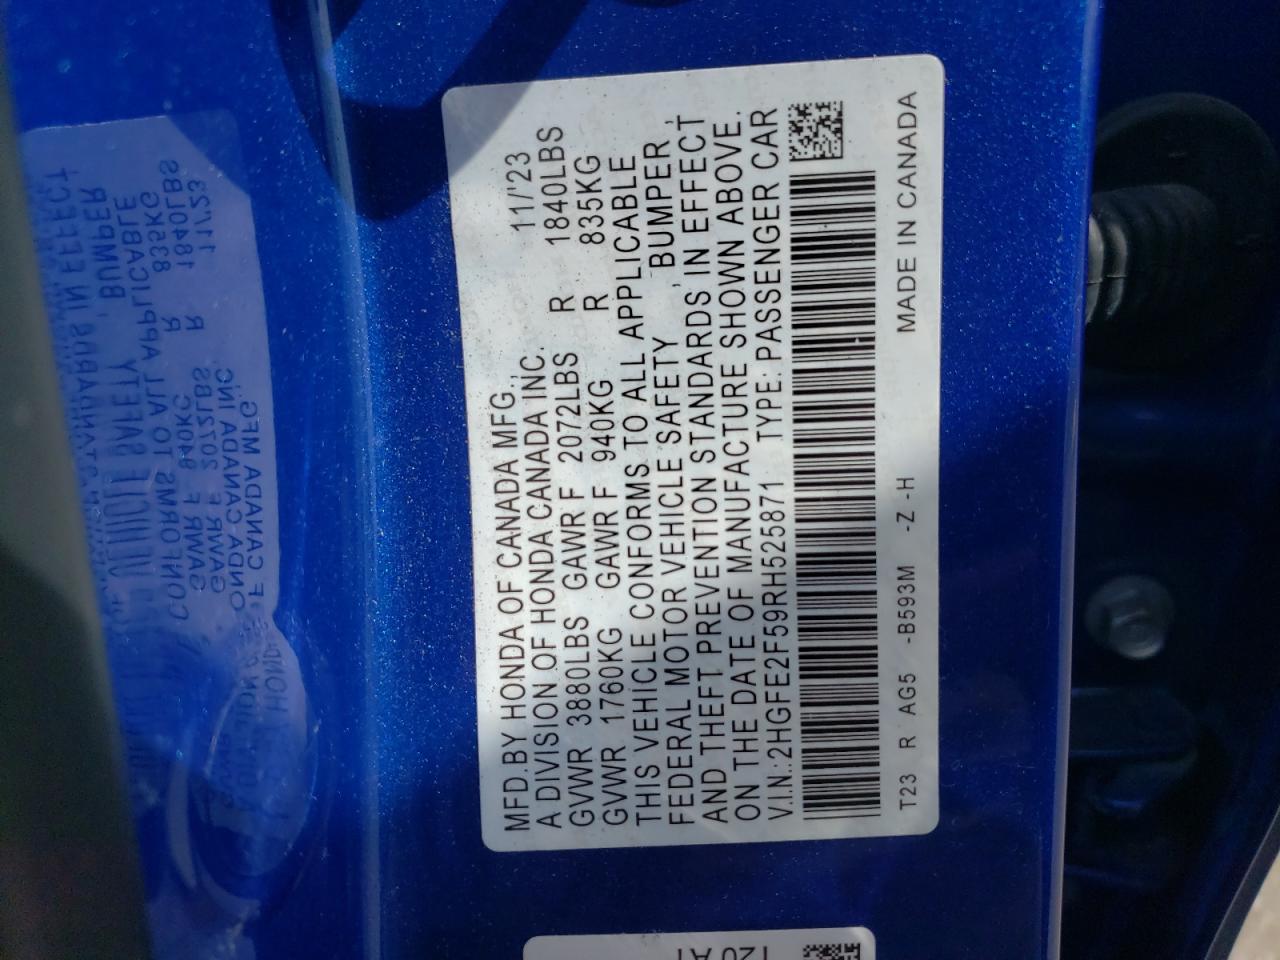 MFD.BY HONDA OF CANADA MFG., 11/'23
A DIVISION OF HONDA CANADA INC.
GVWR 3880LBS GAWR F 2072LBS R 1840LBS
GVWR 1760KG GAWR F 940KG R 835KG
THIS VEHICLE CONFORMS TO ALL APPLICABLE
FEDERAL MOTOR VEHICLE SAFETY , BUMPER ,
AND THEFT PREVENTION STANDARDS IN EFFECT
ON THE DATE OF MANUFACTURE SHOWN ABOVE.
V.I.N.:2HGFE2F59RH525871 TYPE:PASSENGER CAR
T23 R AG5 -B593M -Z -H MADE IN CANADA